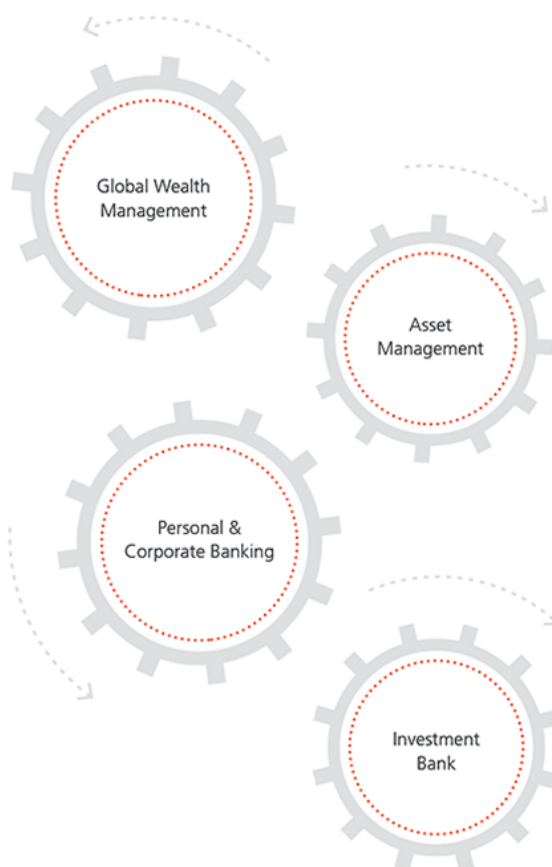 Global Wealth
Management
Asset
Management
Personal &
Corporate Banking
Investment
Bank